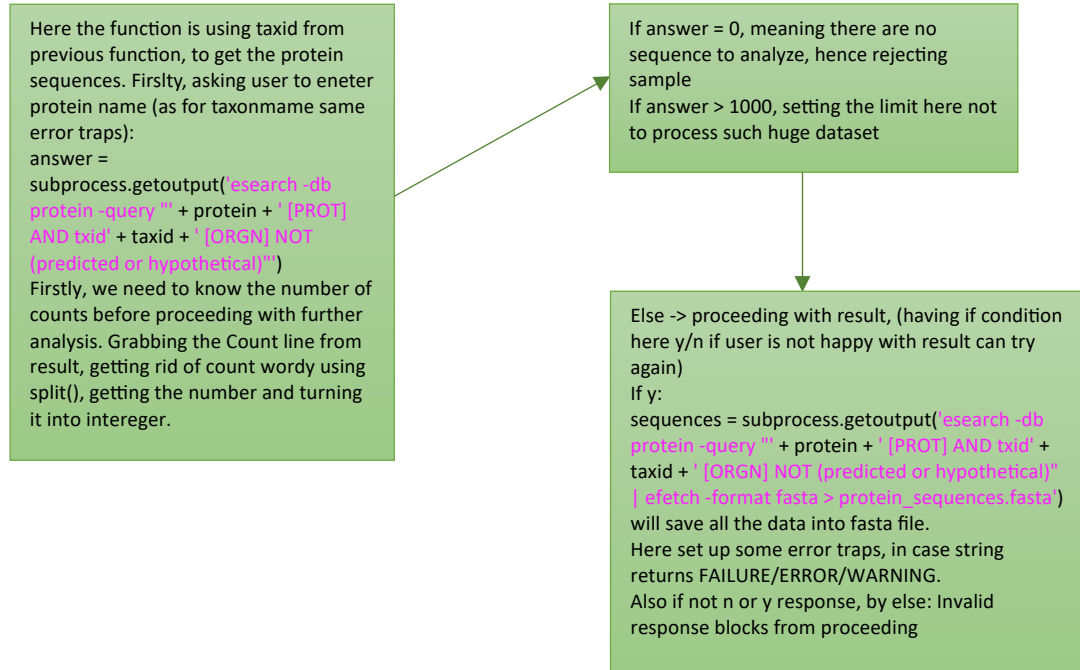 Here the function is using taxid from
previous function, to get the protein
sequences. Firslty, asking user to eneter
protein name (as for taxonmame same
error traps):
answer =
subprocess.getoutput('esearch -db
protein -query "' + protein + ' [PROT]
AND txid' + taxid + ' [ORGN] NOT
(predicted or hypothetical)"')
Firstly, we need to know the number of
counts before proceeding with further
analysis. Grabbing the Count line from
result, getting rid of count wordy using
split(), getting the number and turning
it into intereger.
If answer = 0, meaning there are no
sequence to analyze, hence rejecting
sample
If answer > 1000, setting the limit here not
to process such huge dataset
Else -> proceeding with result, (having if condition
here y/n if user is not happy with result can try
again)
If y:
sequences = subprocess.getoutput('esearch -db
protein -query "' + protein + ' [PROT] AND txid' +
taxid + ' [ORGN] NOT (predicted or hypothetical)"
| efetch -format fasta > protein_sequences.fasta')
will save all the data into fasta file.
Here set up some error traps, in case string
returns FAILURE/ERROR/WARNING.
Also if not n or y response, by else: Invalid
response blocks from proceeding